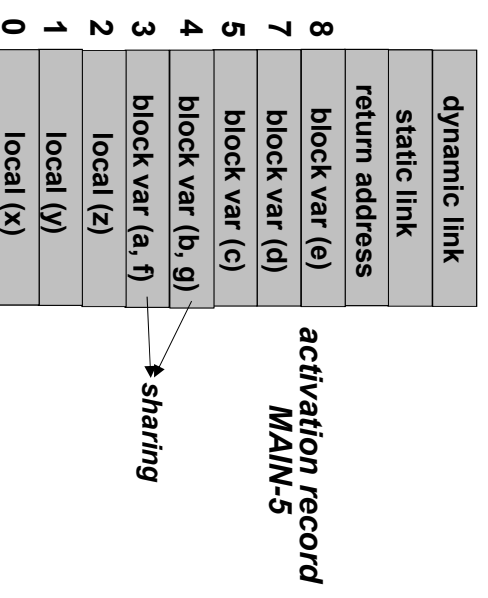 dynamic link
static link
return address
8 block var (e) activation record
7 block var (d) MAIN-5
5 block var (c)
4 block var (b, g)
3 block var (a, f) sharing
2 local (z)
1 local (y)
0 local (x)